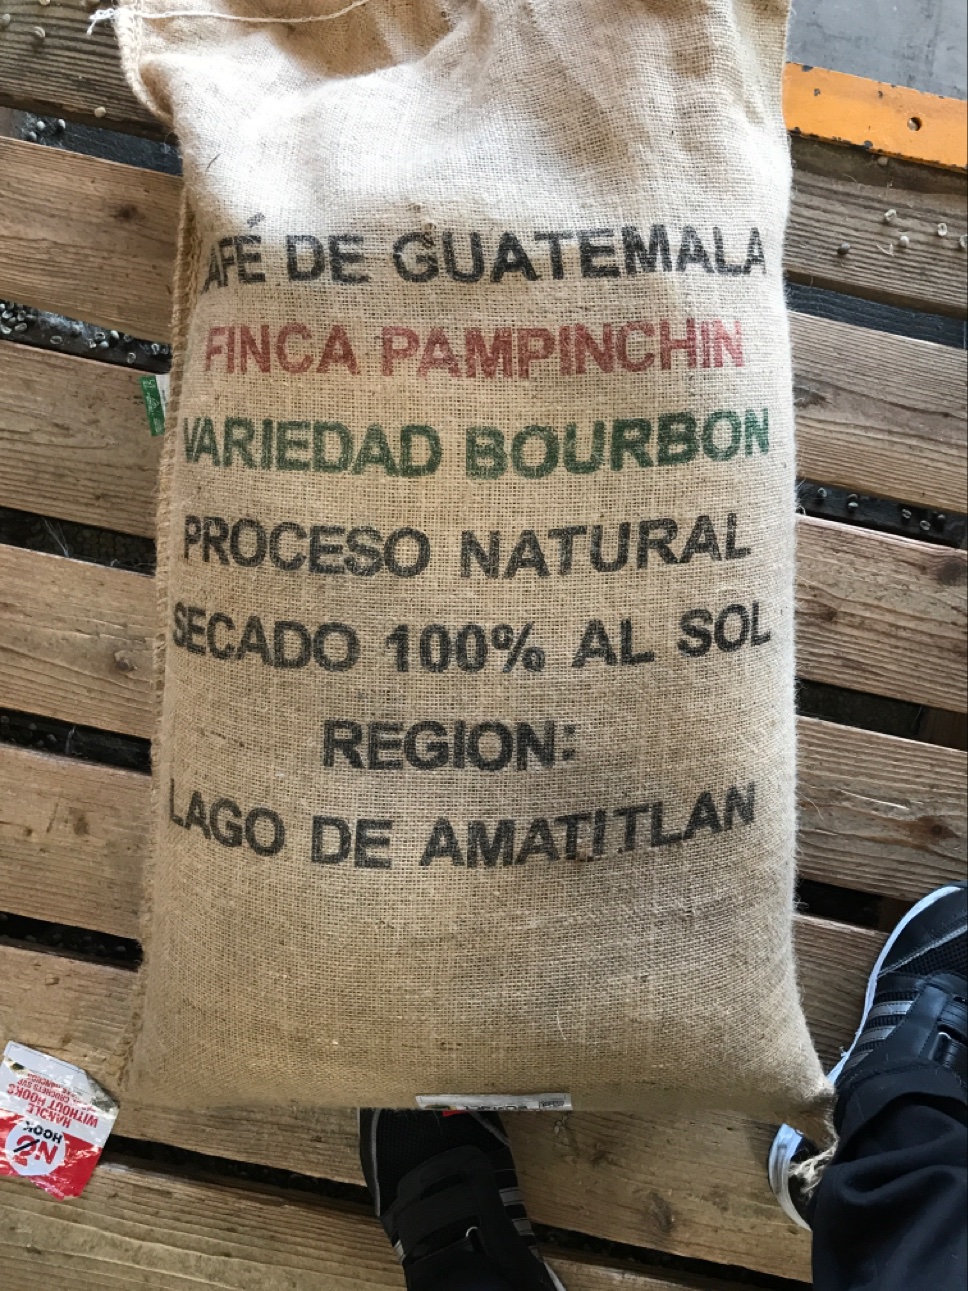 AFÉ DE GUATEMALA
FINCA PAMPINCHIN
VARIEDAD BOURBON
PROCESO NATURAL
SECADO 100% AL SOL
REGION:
LAGO DE AMATITLAN
NO
HOOK
HANDLE
WITHOUT HOOKS